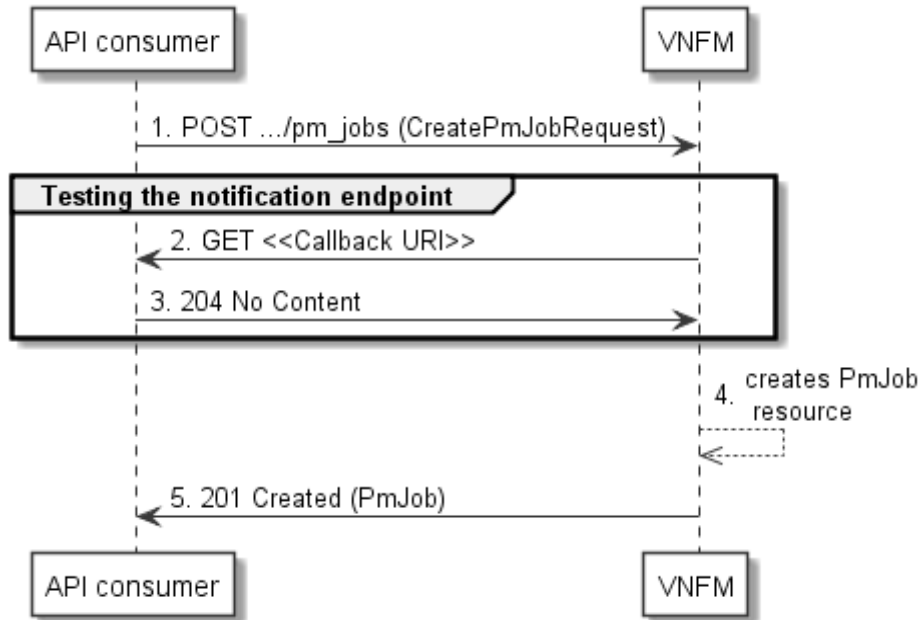 API consumer
VNFM
1. POST .../pm_jobs (CreatePmJobRequest)
Testing the notification endpoint
2. GET <<Callback URI>>
3. 204 No Content
4. creates PmJob
resource
5. 201 Created (PmJob)
API consumer
VNFM